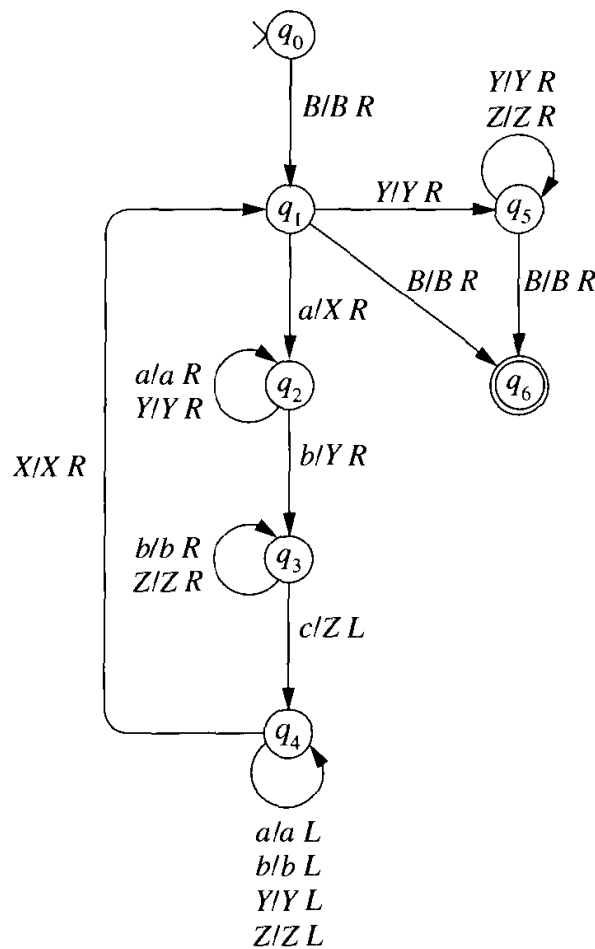 q0
B/B R
Y/Y R
Z/Z R
q1
Y/Y R
q5
a/X R
B/B R
B/B R
a/a R
Y/Y R
q2
q6
X/X R
b/Y R
b/b R
Z/Z R
q3
c/Z L
q4
a/a L
b/b L
Y/Y L
Z/Z L